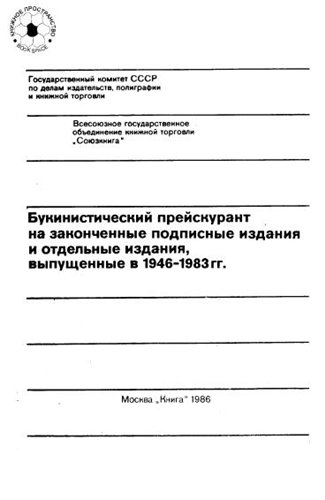 КНИЖНОЕ ПРОСТРАНСТВО
BOOK SPACE
Государственный комитет СССР
по делам издательств, полиграфии
и книжной торговли
Всесоюзное государственное
объединение книжной торговли
„Союзкнига"
Букинистический прейскурант
на законченные подписные издания
и отдельные издания,
выпущенные в 1946-1983 гг.
Москва „Книга" 1986